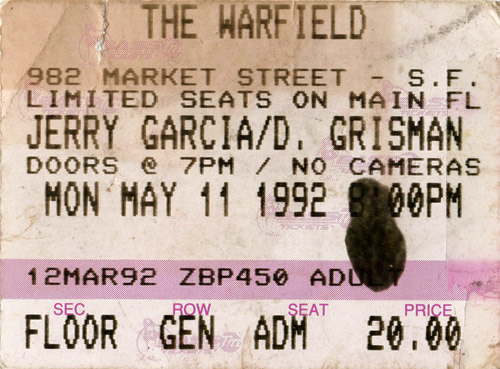 THE WARFIELD
982 MARKET STREET - S.F.
LIMITED SEATS ON MAIN FL
JERRY GARCIA/D. GRISMAN
DOORS @ 7PM / NO CAMERAS
MON MAY 11 1992 8:00PM
12MAR92 ZBP450 ADULT
SEC ROW SEAT PRICE
FLOOR GEN ADM 20.00